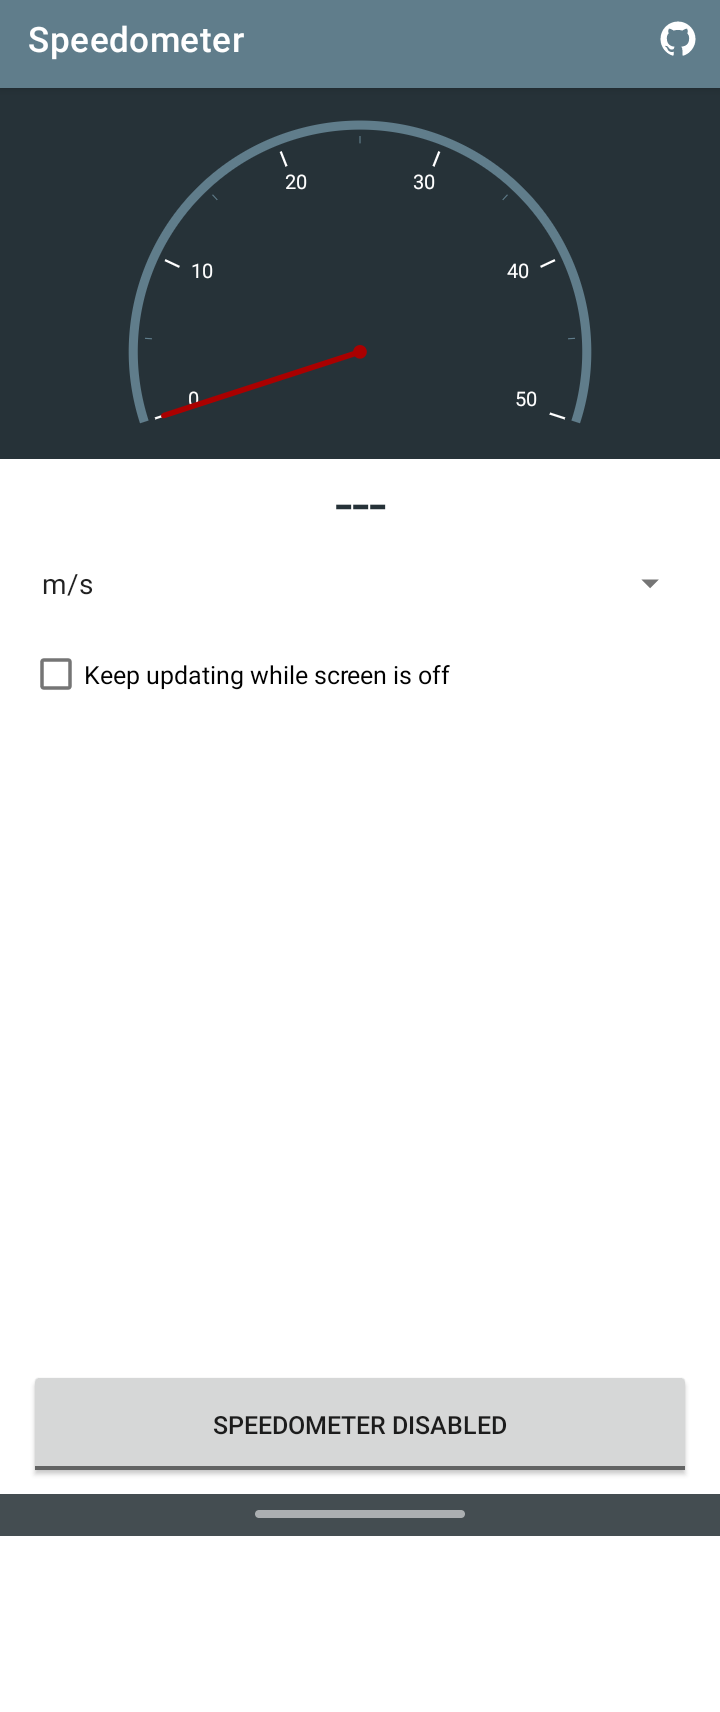 Speedometer
20
30
10
40
0
50
---
m/s
Keep updating while screen is off
SPEEDOMETER DISABLED